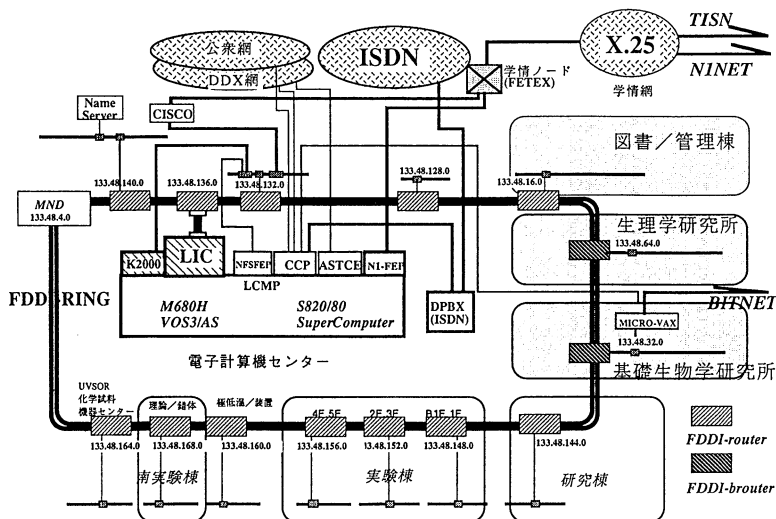 TISN
公衆網
ISDN
X.25
DDX網
学情ノード
(FETEX)
N1NET
学情網
Name
Server
CISCO
図書/管理棟
133.48.140.0
133.48.136.0
133.48.132.0
133.48.128.0
133.48.16.0
MND
133.48.4.0
生理学研究所
133.48.64.0
LIC
K2000
NFSFEP
CCP
ASTCE
N1-FEP
LCMP
FDDI-RING
M680H
VOS3/AS
S820/80
SuperComputer
DPBX
(ISDN)
BITNET
MICRO-VAX
133.48.32.0
基礎生物学研究所
電子計算機センター
UVSOR
化学試料
機器センター
理論/錯体
極低温/装置
4F,5F
2F,3F
B1F,1F
133.48.164.0
133.48.168.0
133.48.160.0
133.48.156.0
133.48.152.0
133.48.148.0
133.48.144.0
FDDI-router
南実験棟
実験棟
研究棟
FDDI-brouter